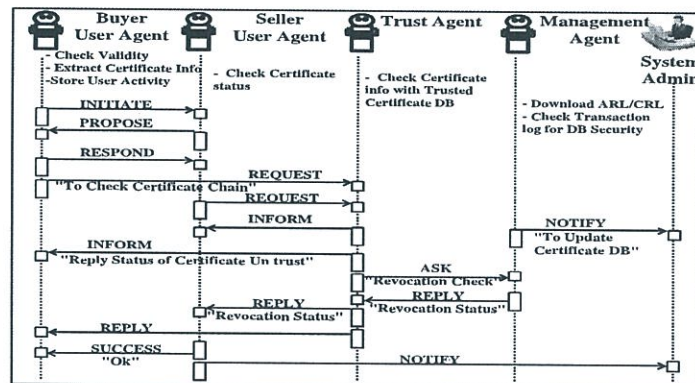 Buyer
User Agent
Seller
User Agent
Trust Agent
Management
Agent
System
Admin
- Check Validity
- Extract Certificate Info
-Store User Activity
- Check Certificate
status
- Check Certificate
info with Trusted
Certificate DB
- Download ARL/CRL
- Check Transaction
log for DB Security
INITIATE
PROPOSE
RESPOND
REQUEST
"To Check Certificate Chain"
REQUEST
INFORM
NOTIFY
"To Update
Certificate DB"
INFORM
"Reply Status of Certificate Un trust"
ASK
"Revocation Check"
REPLY
"Revocation Status"
REPLY
"Revocation Status"
REPLY
SUCCESS
"Ok"
NOTIFY